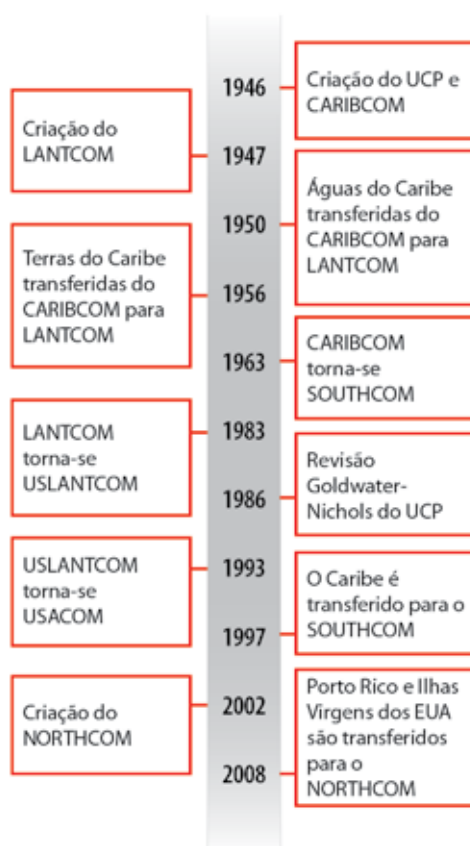 1946
Criação do UCP e
CARIBCOM
Criação do
LANTCOM
1947
1950
Águas do Caribe
transferidas do
CARIBCOM para
LANTCOM
Terras do Caribe
transferidas do
CARIBCOM para
LANTCOM
1956
1963
CARIBCOM
torna-se
SOUTHCOM
LANTCOM
torna-se
USLANTCOM
1983
1986
Revisão
Goldwater-
Nichols do UCP
USLANTCOM
torna-se
USACOM
1993
1997
O Caribe é
transferido para o
SOUTHCOM
Criação do
NORTHCOM
2002
2008
Porto Rico e Ilhas
Virgens dos EUA
são transferidos
para o
NORTHCOM